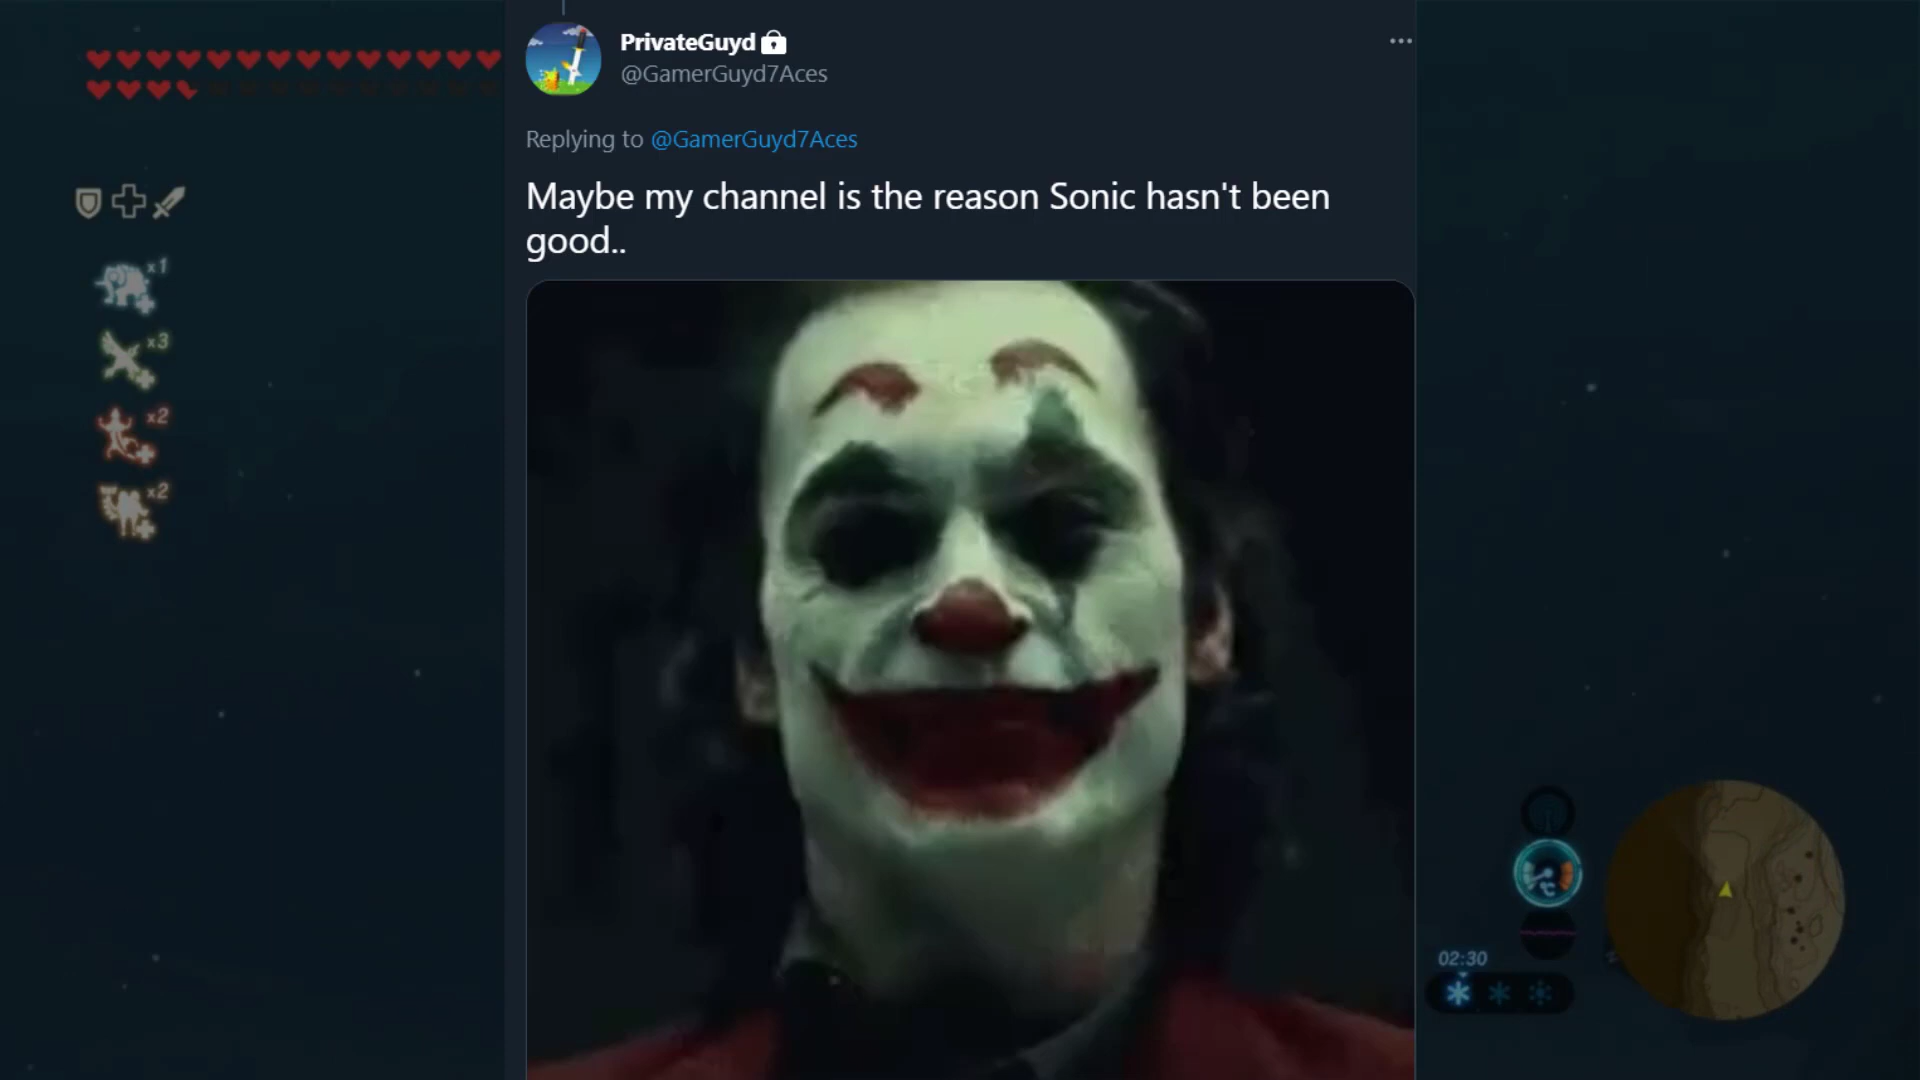 PrivateGuyd
@GamerGuyd7Aces
Replying to @GamerGuyd7Aces
Maybe my channel is the reason Sonic hasn't been
good..
x1
x3
x2
x2
02:30